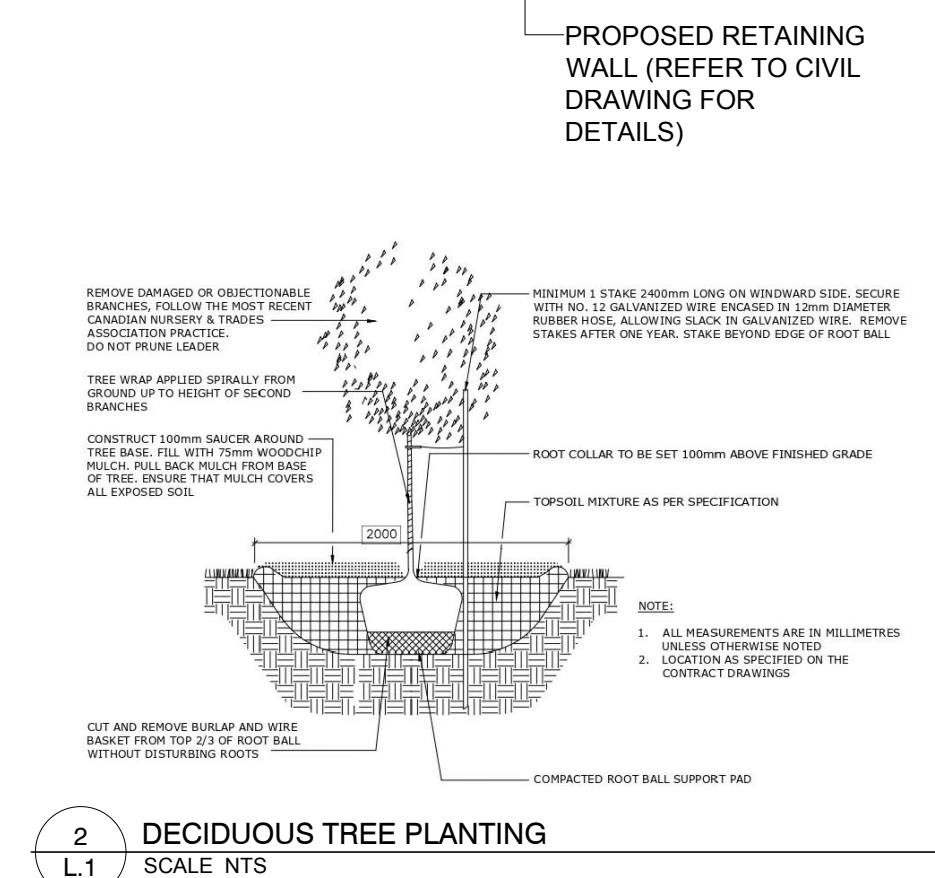 PROPOSED RETAINING
WALL (REFER TO CIVIL
DRAWING FOR
DETAILS)
REMOVE DAMAGED OR OBJECTIONABLE
BRANCHES, FOLLOW THE MOST RECENT
CANADIAN NURSERY & TRADES
ASSOCIATION PRACTICE.
DO NOT PRUNE LEADER
TREE WRAP APPLIED SPIRALLY FROM
GROUND UP TO HEIGHT OF SECOND
BRANCHES
CONSTRUCT 100mm SAUCER AROUND
TREE BASE. FILL WITH 75mm WOODCHIP
MULCH. PULL BACK MULCH FROM BASE
OF TREE. ENSURE THAT MULCH COVERS
ALL EXPOSED SOIL
MINIMUM 1 STAKE 2400mm LONG ON WINDWARD SIDE. SECURE
WITH NO. 12 GALVANIZED WIRE ENCASED IN 12mm DIAMETER
RUBBER HOSE, ALLOWING SLACK IN GALVANIZED WIRE. REMOVE
STAKES AFTER ONE YEAR. STAKE BEYOND EDGE OF ROOT BALL
ROOT COLLAR TO BE SET 100mm ABOVE FINISHED GRADE
TOPSOIL MIXTURE AS PER SPECIFICATION
2000
NOTE:
1. ALL MEASUREMENTS ARE IN MILLIMETRES
UNLESS OTHERWISE NOTED
2. LOCATION AS SPECIFIED ON THE
CONTRACT DRAWINGS
CUT AND REMOVE BURLAP AND WIRE
BASKET FROM TOP 2/3 OF ROOT BALL
WITHOUT DISTURBING ROOTS
COMPACTED ROOT BALL SUPPORT PAD
2
L.1
DECIDUOUS TREE PLANTING
SCALE NTS